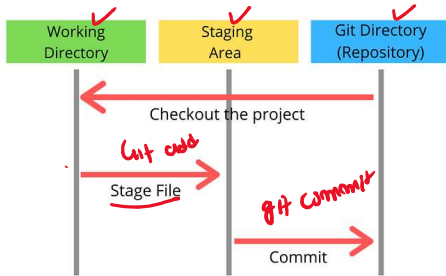 Working
Directory
Staging
Area
Git Directory
(Repository)
Checkout the project
Git add
Stage File
git commit
Commit